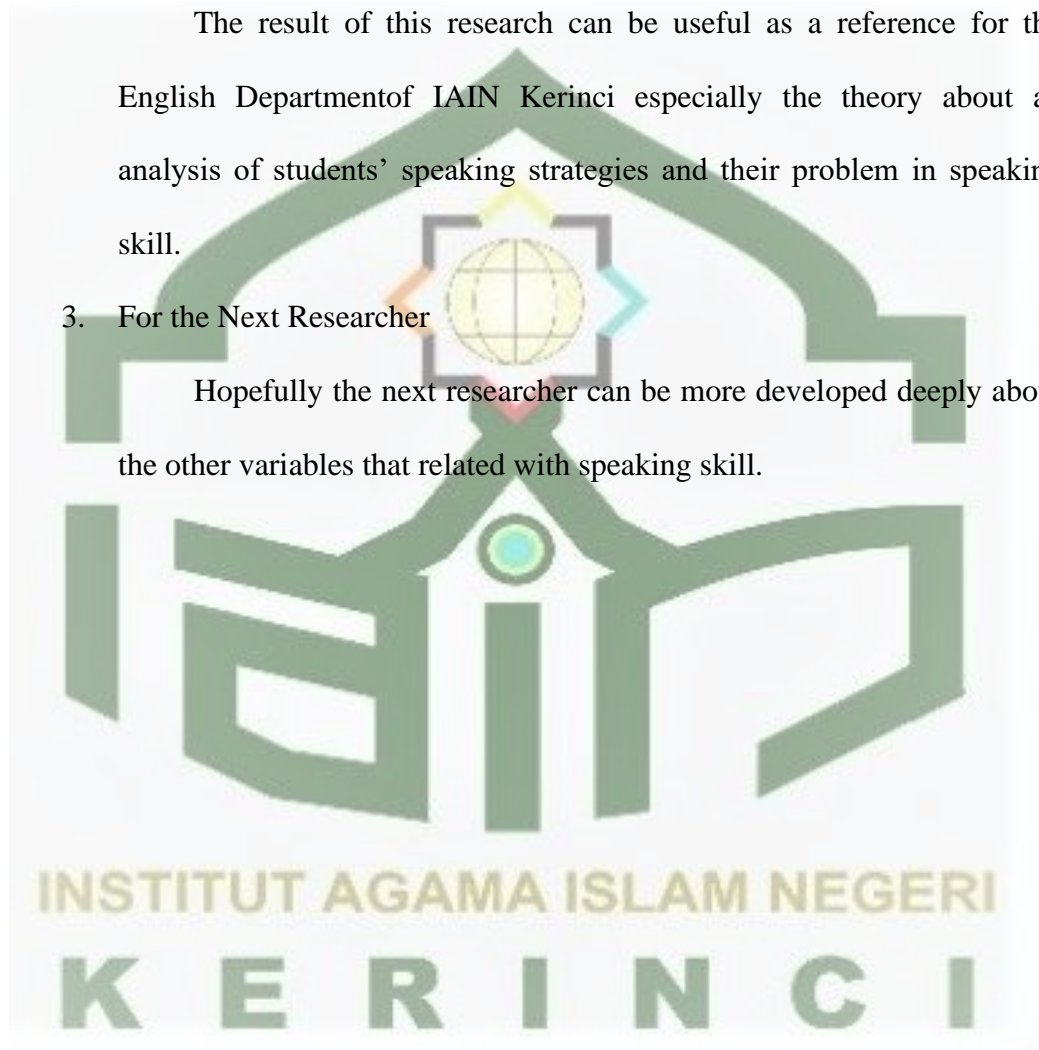 The result of this research can be useful as a reference for th
English Departmentof IAIN Kerinci especially the theory about a
analysis of students’ speaking strategies and their problem in speakin
skill.
3. For the Next Researcher
Hopefully the next researcher can be more developed deeply abou
the other variables that related with speaking skill.
iain
INSTITUT AGAMA ISLAM NEGERI
KERINCI